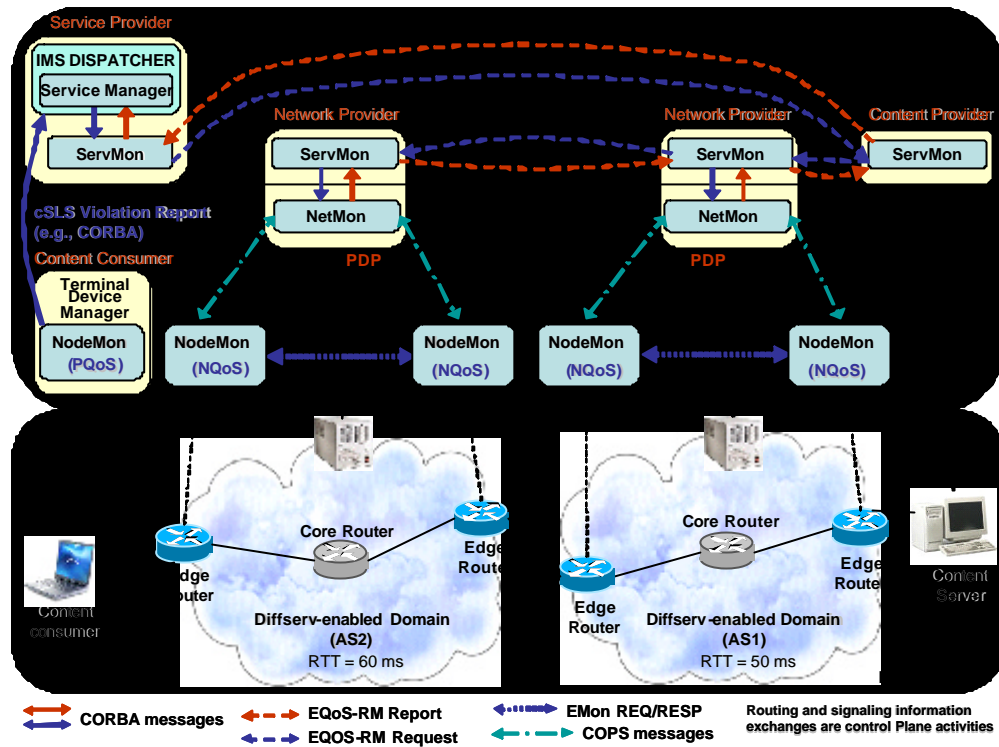 Service Provider
IMS DISPATCHER
Service Manager
ServMon
Network Provider
ServMon
NetMon
PDP
Network Provider
ServMon
NetMon
PDP
Content Provider
ServMon
cSLS Violation Report
(e.g., CORBA)
Content Consumer
Terminal
Device
Manager
NodeMon
(PQoS)
NodeMon
(NQoS)
NodeMon
(NQoS)
NodeMon
(NQoS)
NodeMon
(NQoS)
Content
consumer
Edge
Router
Core Router
Edge
Route
Diffserv-enabled Domain
(AS2)
RTT = 60 ms
Edge
Router
Core Router
Edge
Route
Diffserv-enabled Domain
(AS1)
RTT = 50 ms
Content
Server
CORBA messages
EQoS-RM Report
EQOS-RM Request
EMon REQ/RESP
COPS messages
Routing and signaling information
exchanges are control Plane activities